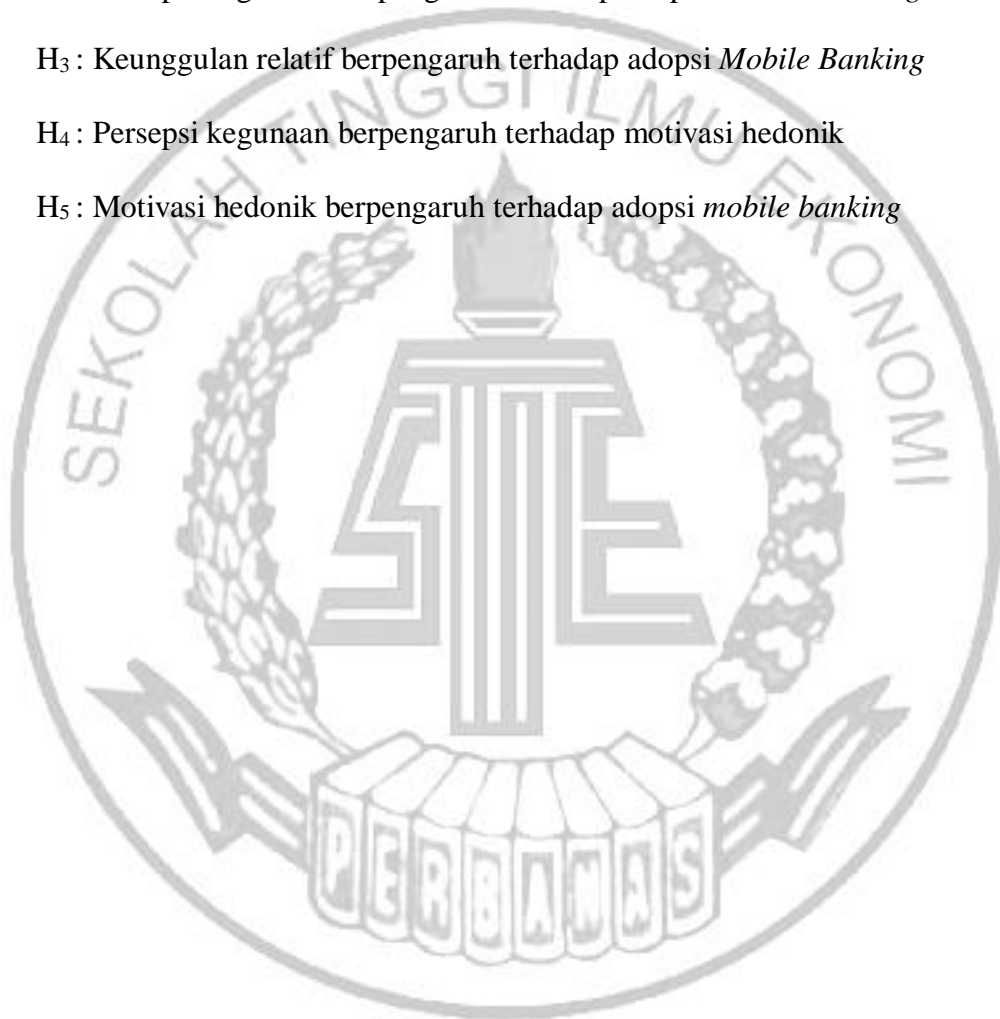 H3 : Keunggulan relatif berpengaruh terhadap adopsi Mobile Banking
H4 : Persepsi kegunaan berpengaruh terhadap motivasi hedonik
H5 : Motivasi hedonik berpengaruh terhadap adopsi mobile banking
SEKOLAH TINGGI ILMU EKONOMI
STIE
PERBANAS